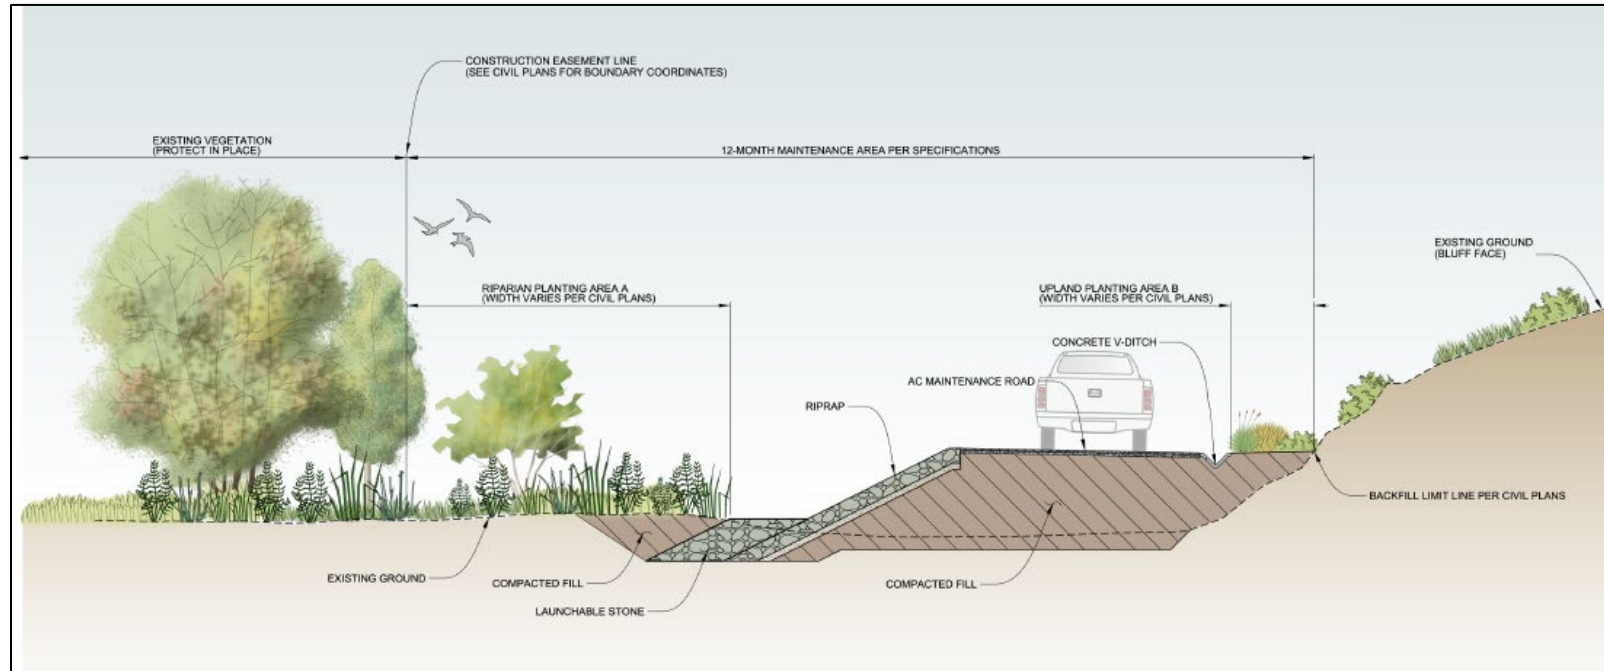 CONSTRUCTION EASEMENT LINE
(SEE CIVIL PLANS FOR BOUNDARY COORDINATES)
EXISTING VEGETATION
(PROTECT IN PLACE)
12-MONTH MAINTENANCE AREA PER SPECIFICATIONS
EXISTING GROUND
(BLUFF FACE)
RIPARIAN PLANTING AREA A
(WIDTH VARIES PER CIVIL PLANS)
UPLAND PLANTING AREA B
(WIDTH VARIES PER CIVIL PLANS)
CONCRETE V-DITCH
AC MAINTENANCE ROAD
RIPRAP
BACKFILL LIMIT LINE PER CIVIL PLANS
EXISTING GROUND
COMPACTED FILL
COMPACTED FILL
LAUNCHABLE STONE